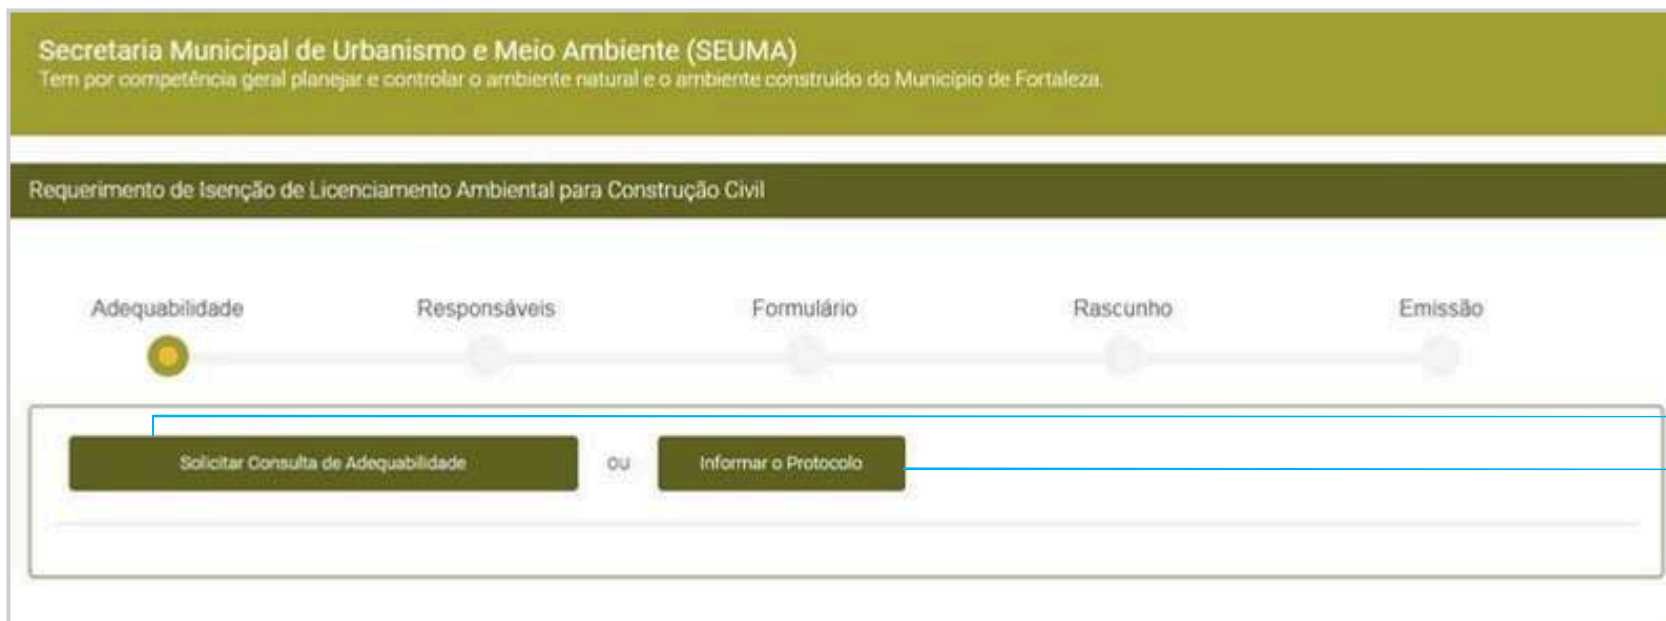 Secretaria Municipal de Urbanismo e Meio Ambiente (SEUMA)
Tem por competência geral planejar e controlar o ambiente natural e o ambiente construído do Município de Fortaleza.
Requerimento de Isenção de Licenciamento Ambiental para Construção Civil
Adequabilidade Responsáveis Formulário Rascunho Emissão
Solicitar Consulta de Adequabilidade ou Informar o Protocolo